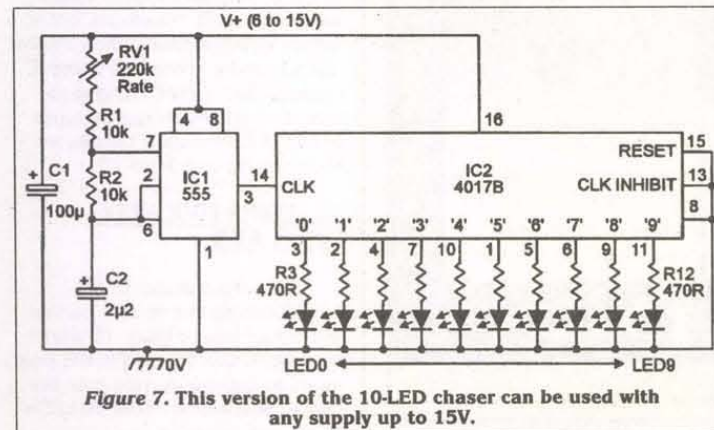 V+ (6 to 15V)
RV1
220k
Rate
R1
10k
R2
10k
+
C1
100µ
+
C2
2µ2
4 8
7
2
6
IC1
555
3
1
14
CLK
16
IC2
4017B
RESET
15
CLK INHIBIT
13
8
'0' '1' '2' '3' '4' '5' '6' '7' '8' '9'
3 2 4 7 10 1 5 6 9 11
R3
470R
R12
470R
0V
LED0
LED9
Figure 7. This version of the 10-LED chaser can be used with
any supply up to 15V.